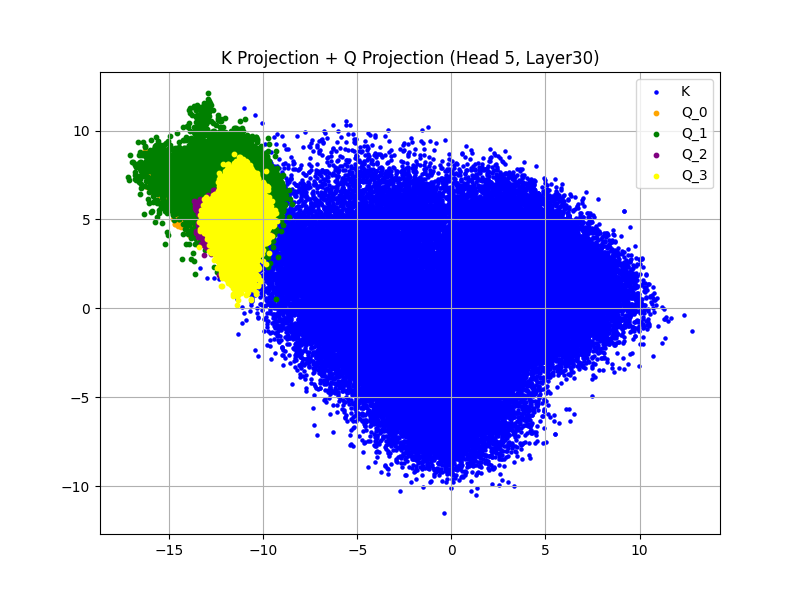 K Projection + Q Projection (Head 5, Layer30)
K
Q_0
Q_1
Q_2
Q_3
10
5
0
−5
−10
−15
−10
−5
0
5
10